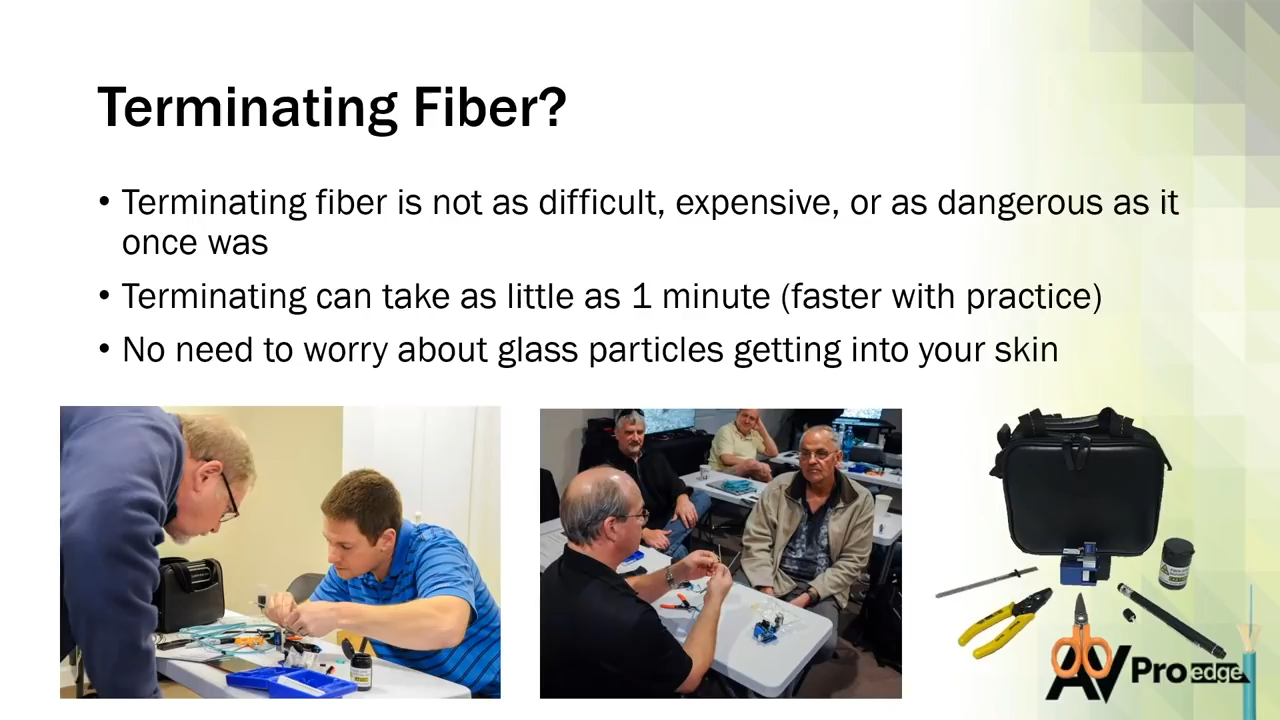 Terminating Fiber?
• Terminating fiber is not as difficult, expensive, or as dangerous as it
once was
• Terminating can take as little as 1 minute (faster with practice)
• No need to worry about glass particles getting into your skin
AV Pro edge